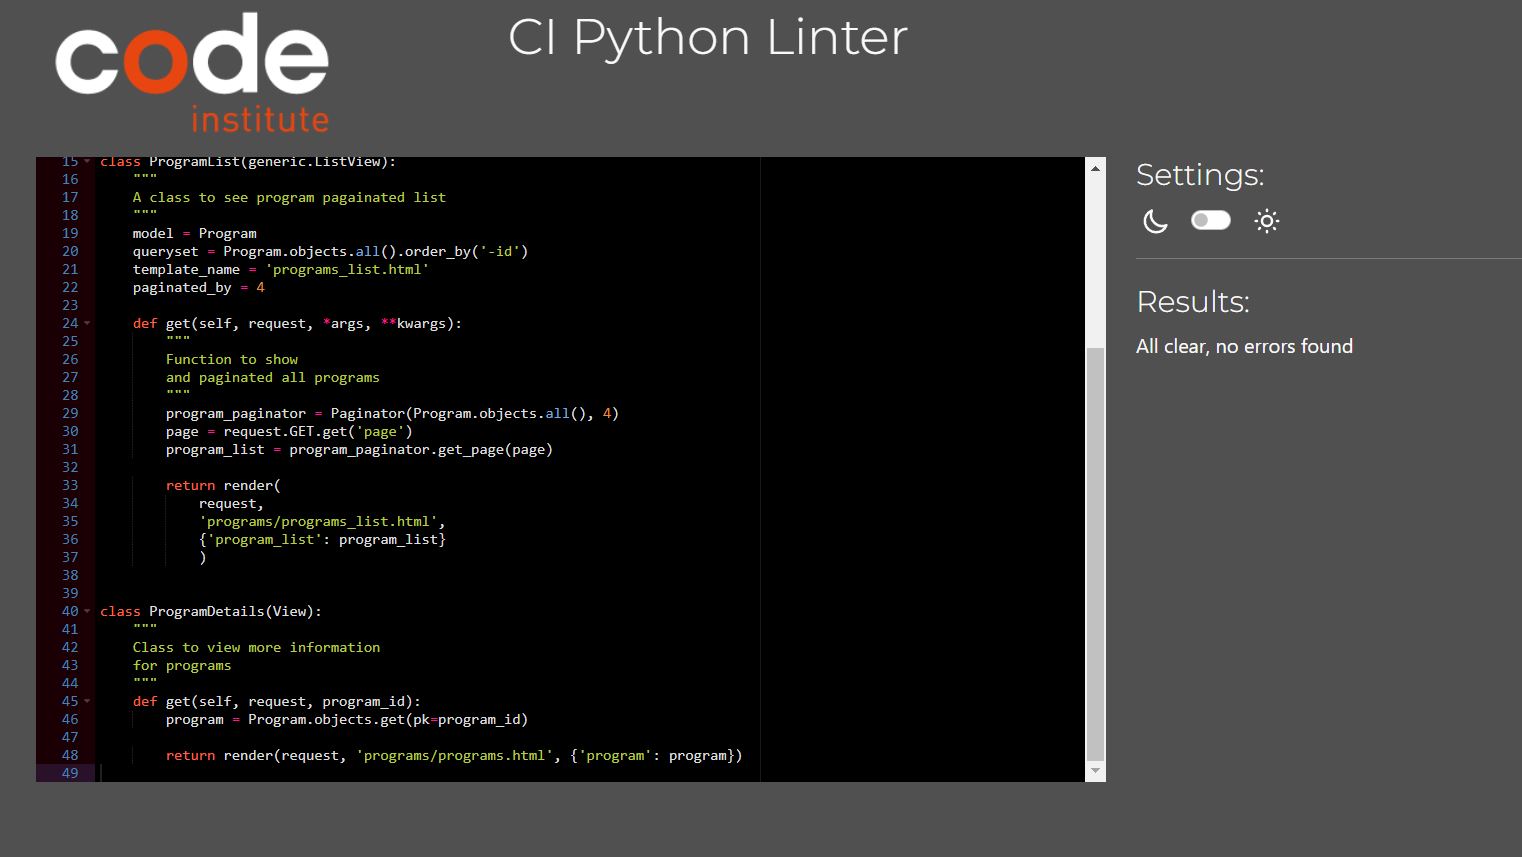 code
institute
CI Python Linter
15 class ProgramList(generic.ListView):
16 """
17 A class to see program pagainated list
18 """
19 model = Program
20 queryset = Program.objects.all().order_by('-id')
21 template_name = 'programs_list.html'
22 paginated_by = 4
23
24 def get(self, request, *args, **kwargs):
25 """
26 Function to show
27 and paginated all programs
28 """
29 program_paginator = Paginator(Program.objects.all(), 4)
30 page = request.GET.get('page')
31 program_list = program_paginator.get_page(page)
32
33 return render(
34 request,
35 'programs/programs_list.html',
36 {'program_list': program_list}
37 )
38
39
40 class ProgramDetails(View):
41 """
42 Class to view more information
43 for programs
44 """
45 def get(self, request, program_id):
46 program = Program.objects.get(pk=program_id)
47
48 return render(request, 'programs/programs.html', {'program': program})
49
Settings:
Results:
All clear, no errors found